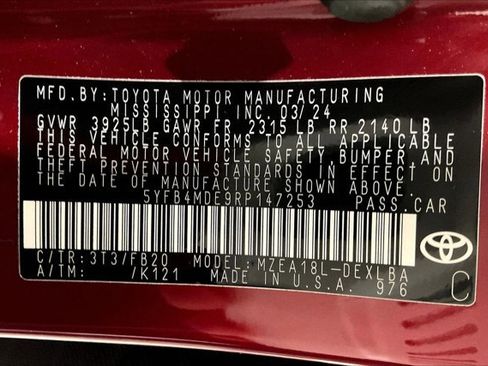 MFD.BY:TOYOTA MOTOR MANUFACTURING
MISSISSIPPI, INC. 03/24
GVWR 3925LB GAWR FR 2315 LB RR 2140LB
THIS VEHICLE CONFORMS TO ALL APPLICABLE
FEDERAL MOTOR VEHICLE SAFETY, BUMPER AND
THEFT PREVENTION STANDARDS IN EFFECT ON
THE DATE OF MANUFACTURE SHOWN ABOVE.
5YFB4MDE9RP147253 PASS.CAR
C/TR:3T3/FB20 MODEL: MZEA18L-DEXLBA
A/TM: /K121 MADE IN U.S.A. 976
TOYOTA
C